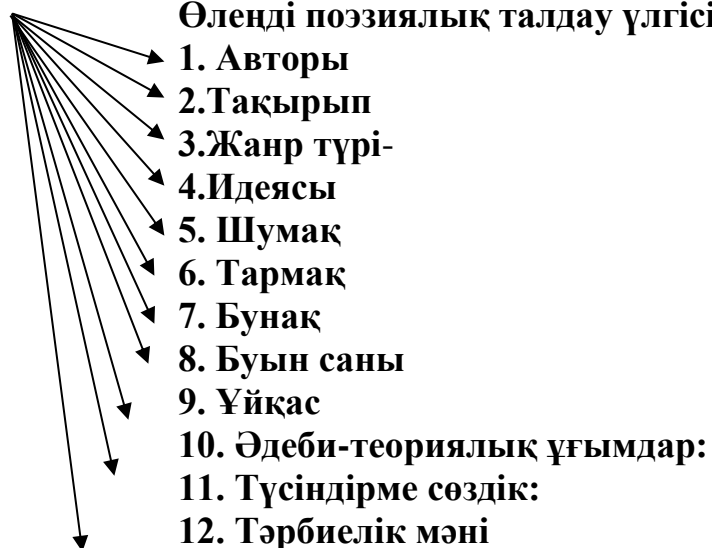 Өлеңді поэзиялық талдау үлгісі
1. Авторы
2.Тақырып
3.Жанр түрі-
4.Идеясы
5. Шумақ
6. Тармақ
7. Бунақ
8. Буын саны
9. Ұйқас
10. Әдеби-теориялық ұғымдар:
11. Түсіндірме сөздік:
12. Тәрбиелік мәні